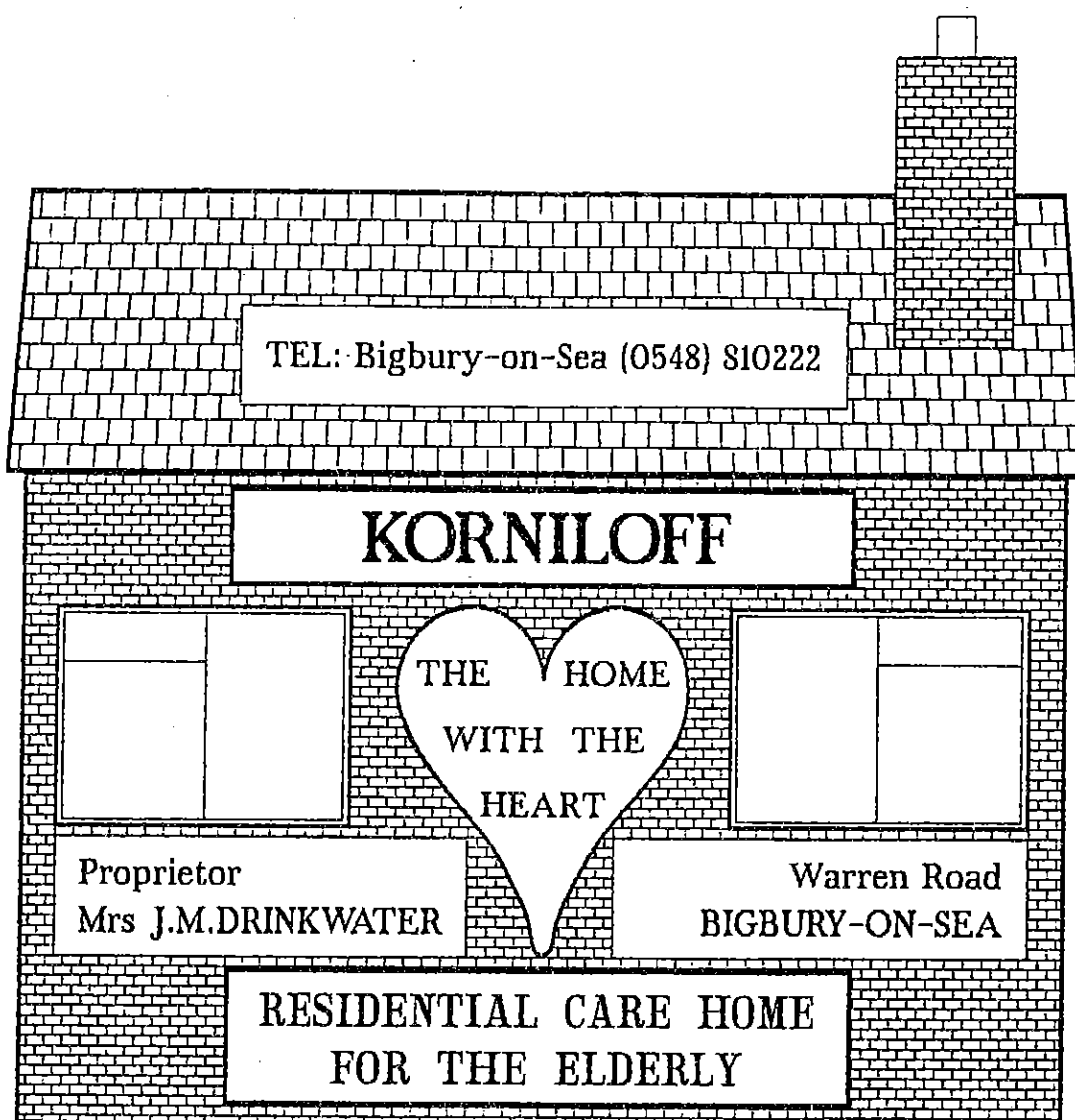 TEL: Bigbury-on-Sea (0548) 810222
KORNILOFF
THE HOME
WITH THE
HEART
Proprietor
Mrs J.M.DRINKWATER
Warren Road
BIGBURY-ON-SEA
RESIDENTIAL CARE HOME
FOR THE ELDERLY